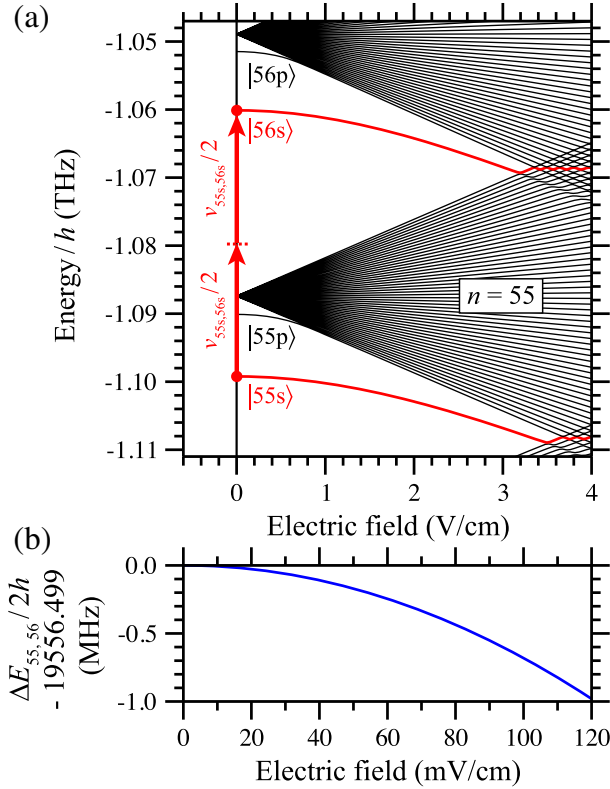 (a)
-1.05
-1.06
-1.07
-1.08
-1.09
-1.10
-1.11
Energy / h (THz)
|56p⟩
|56s⟩
ν55s,56s / 2
ν55s,56s / 2
|55p⟩
|55s⟩
n = 55
0 1 2 3 4
Electric field (V/cm)
(b)
ΔE55,56 / 2h
- 19556.499
(MHz)
0.0
-0.5
-1.0
0 20 40 60 80 100 120
Electric field (mV/cm)